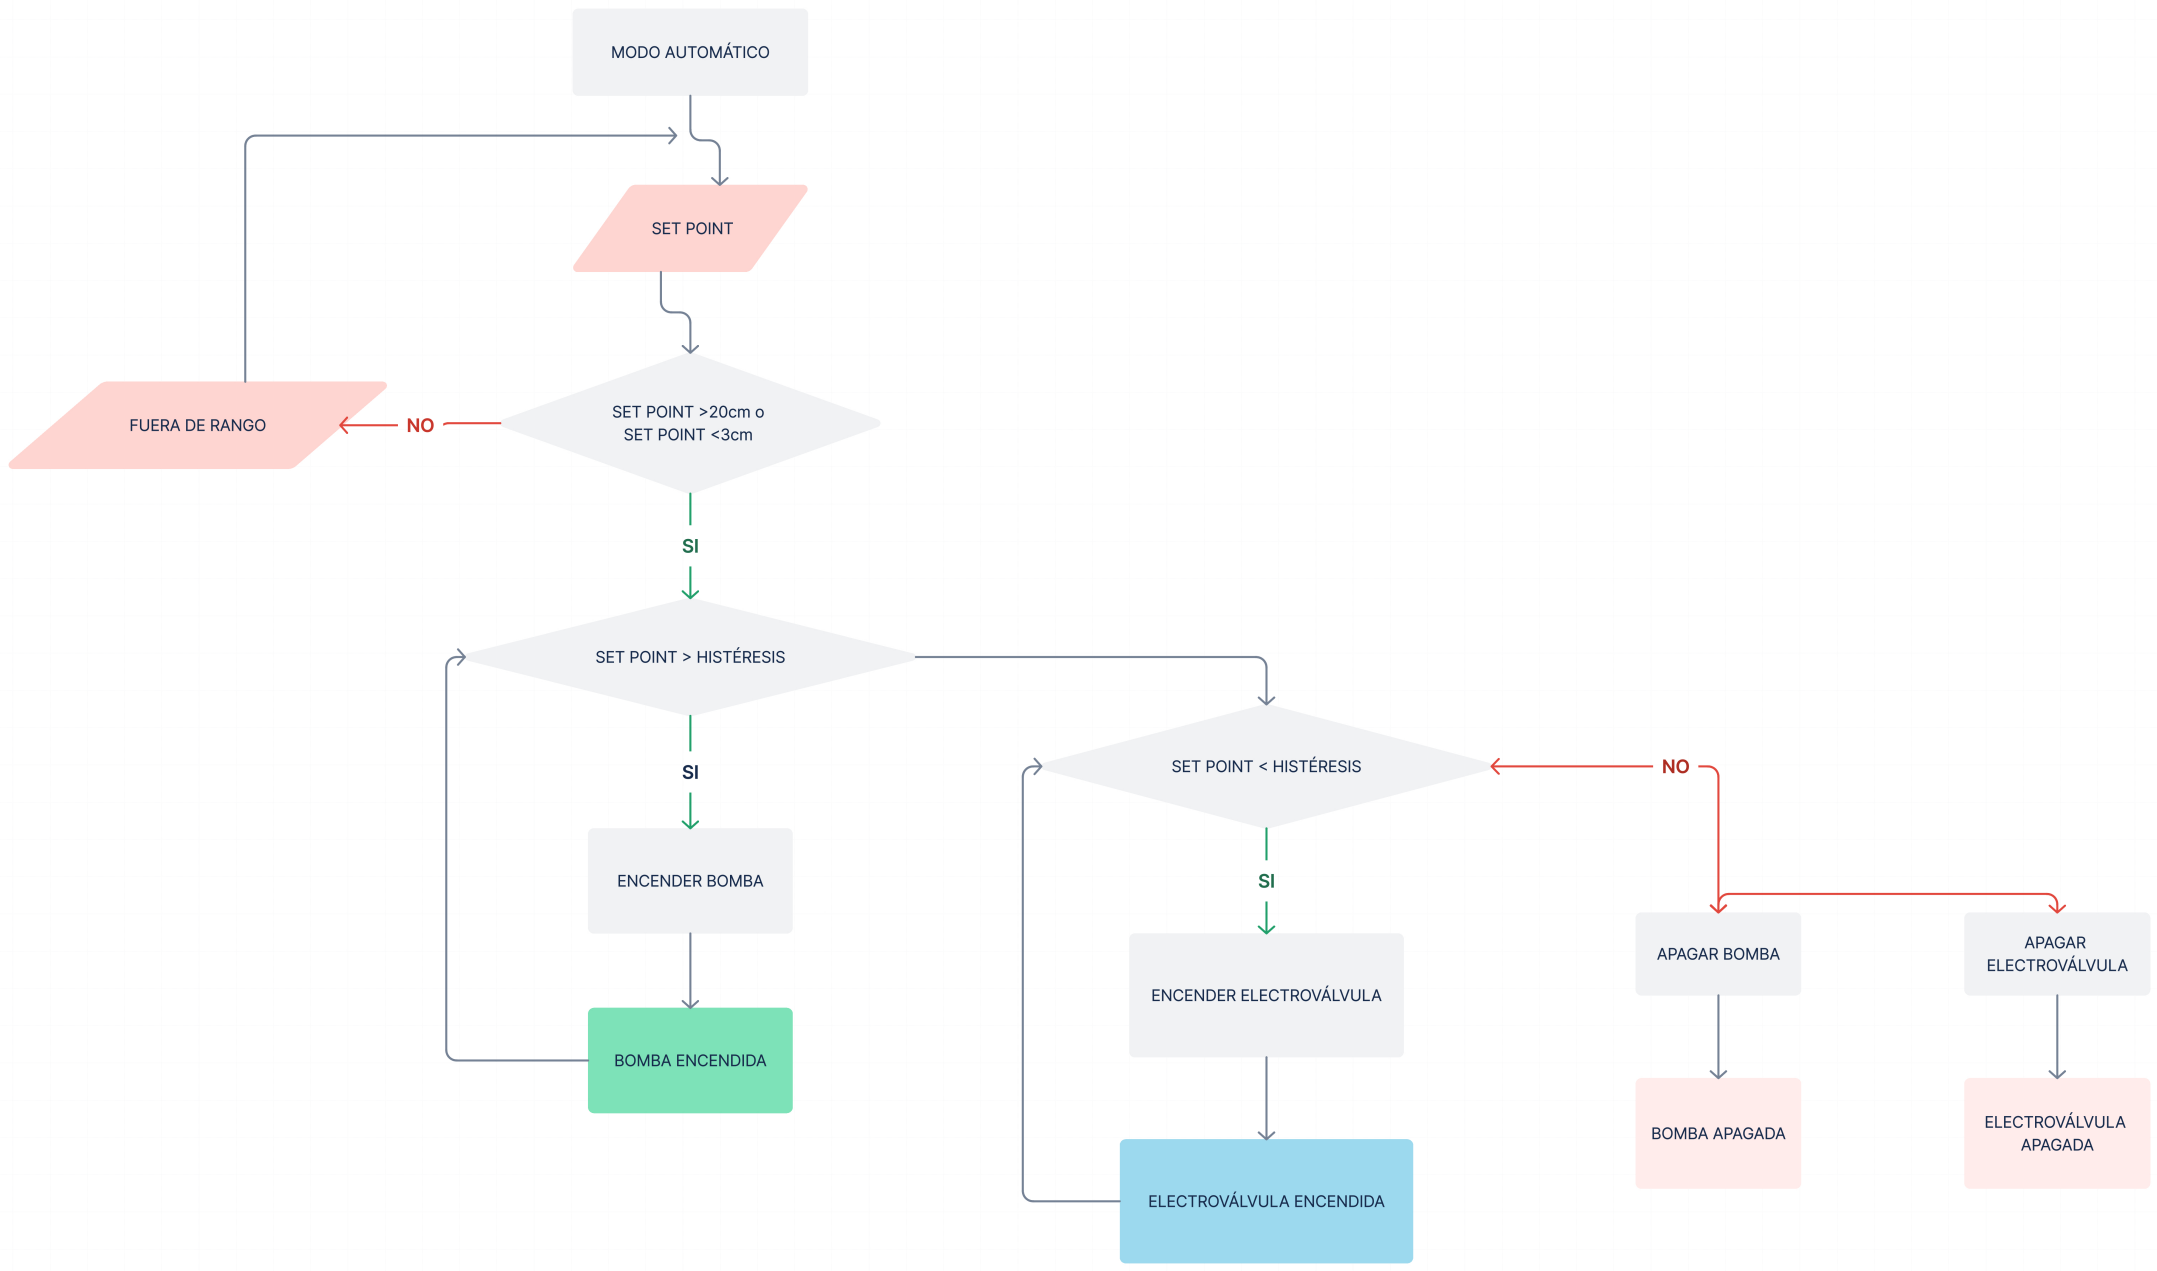 MODO AUTOMÁTICO
SET POINT
SET POINT >20cm o
SET POINT <3cm
NO
FUERA DE RANGO
SI
SET POINT > HISTÉRESIS
SI
ENCENDER BOMBA
BOMBA ENCENDIDA
SET POINT < HISTÉRESIS
NO
SI
ENCENDER ELECTROVÁLVULA
ELECTROVÁLVULA ENCENDIDA
APAGAR BOMBA
BOMBA APAGADA
APAGAR
ELECTROVÁLVULA
ELECTROVÁLVULA
APAGADA